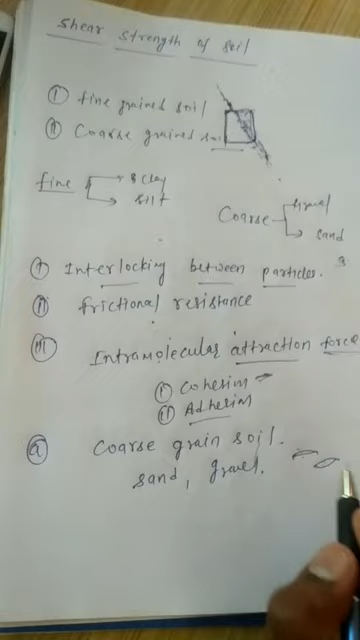 Shear strength of soil
(i) fine grained soil
(ii) Coarse grained soil
fine → clay
→ silt
Coarse → gravel
→ sand
(i) Interlocking between particles.
(ii) frictional resistance
(iii) Intramolecular attraction force
(i) Cohesion
(ii) Adhesion
(a) Coarse grain soil.
sand, gravel.